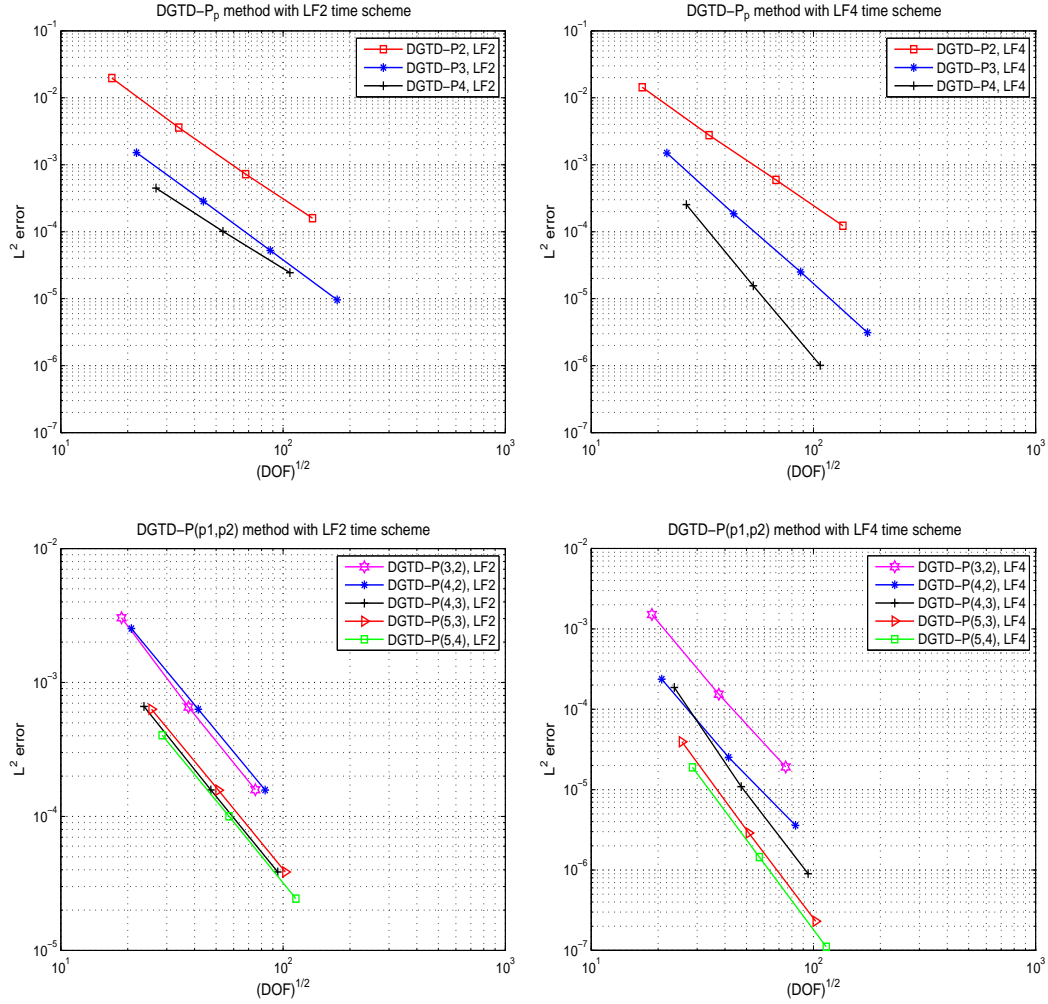 DGTD−Pp method with LF2 time scheme
10^−1
10^−2
10^−3
10^−4
10^−5
10^−6
10^−7
L^2 error
10^1
10^2
10^3
(DOF)^1/2
DGTD−P2, LF2
DGTD−P3, LF2
DGTD−P4, LF2
DGTD−Pp method with LF4 time scheme
10^−1
10^−2
10^−3
10^−4
10^−5
10^−6
10^−7
L^2 error
10^1
10^2
10^3
(DOF)^1/2
DGTD−P2, LF4
DGTD−P3, LF4
DGTD−P4, LF4
DGTD−P(p1,p2) method with LF2 time scheme
10^−2
10^−3
10^−4
10^−5
L^2 error
10^1
10^2
10^3
(DOF)^1/2
DGTD−P(3,2), LF2
DGTD−P(4,2), LF2
DGTD−P(4,3), LF2
DGTD−P(5,3), LF2
DGTD−P(5,4), LF2
DGTD−P(p1,p2) method with LF4 time scheme
10^−2
10^−3
10^−4
10^−5
10^−6
10^−7
L^2 error
10^1
10^2
10^3
(DOF)^1/2
DGTD−P(3,2), LF4
DGTD−P(4,2), LF4
DGTD−P(4,3), LF4
DGTD−P(5,3), LF4
DGTD−P(5,4), LF4